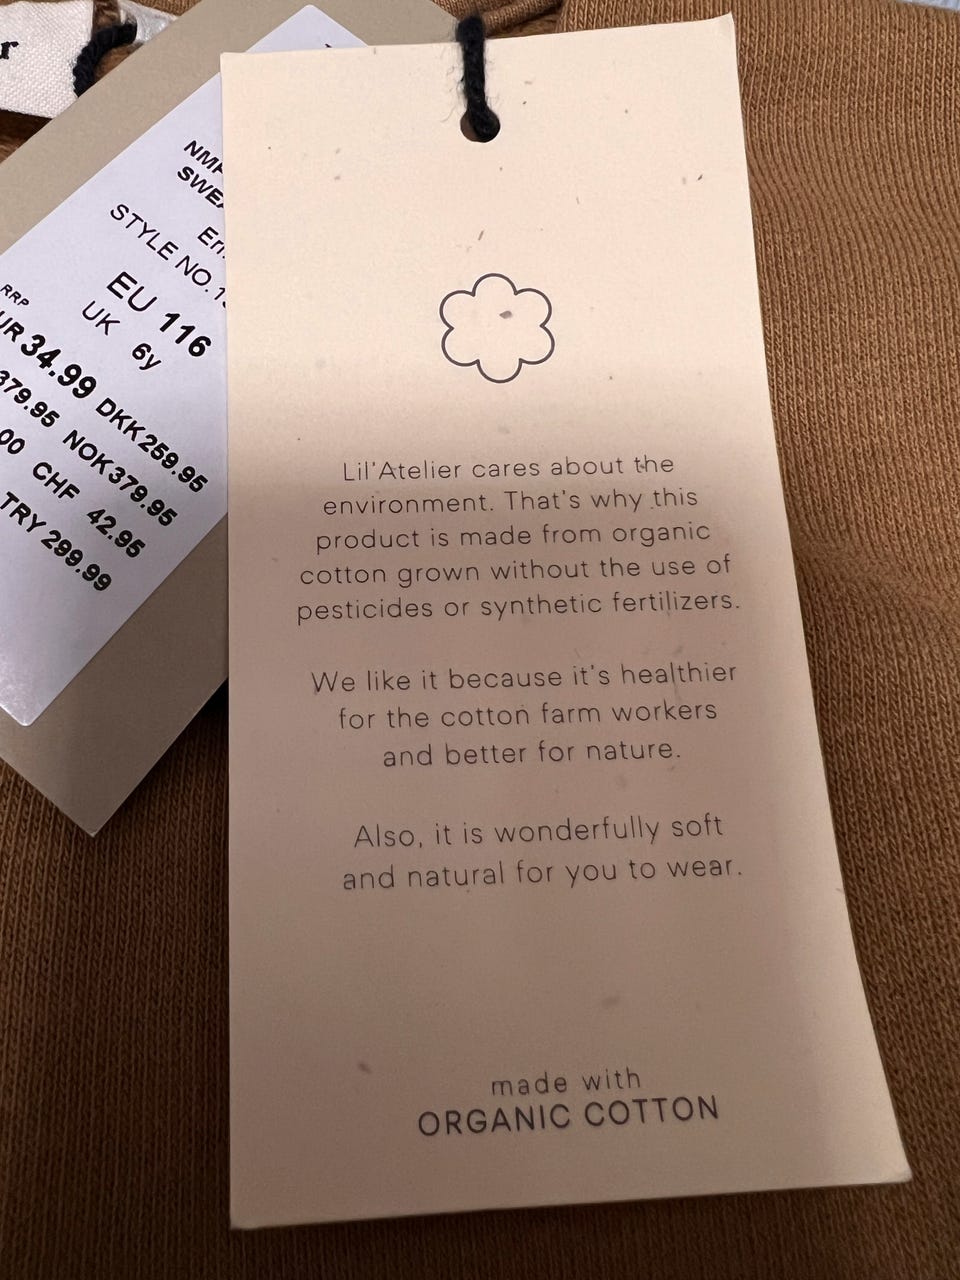 r
EU 116
UK 6y
RRP
34.99 DKK 259.95
379.95 NOK 379.95
00 CHF 42.95
TRY 299.99
STYLE NO.
Lil'Atelier cares about the
environment. That's why this
product is made from organic
cotton grown without the use of
pesticides or synthetic fertilizers.
We like it because it's healthier
for the cotton farm workers
and better for nature.
Also, it is wonderfully soft
and natural for you to wear.
made with
ORGANIC COTTON